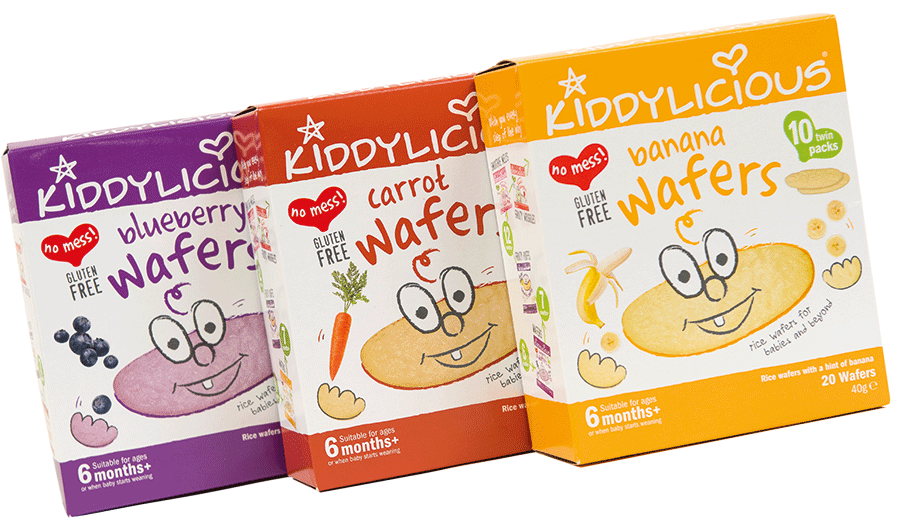 KIDDYLICIOUS
no mess!
GLUTEN
FREE
blueberry
wafers
6 Suitable for ages
months+
or when baby starts weaning
Rice wafers
KIDDYLICIOUS
no mess!
GLUTEN
FREE
carrot
wafers
6 Suitable for ages
months+
or when baby starts weaning
Rice wafers
KIDDYLICIOUS
no mess!
GLUTEN
FREE
banana
wafers
10 twin
packs
rice wafers for
babies and beyond
Rice wafers with a hint of banana
20 Wafers
40g e
6 Suitable for ages
months+
or when baby starts weaning